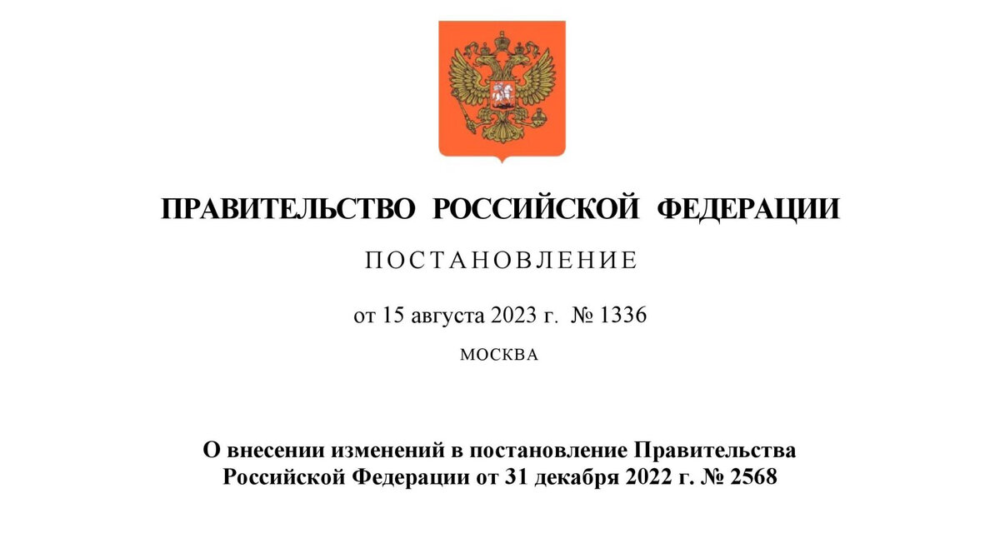 ПРАВИТЕЛЬСТВО РОССИЙСКОЙ ФЕДЕРАЦИИ
ПОСТАНОВЛЕНИЕ
от 15 августа 2023 г. № 1336
МОСКВА
О внесении изменений в постановление Правительства
Российской Федерации от 31 декабря 2022 г. № 2568